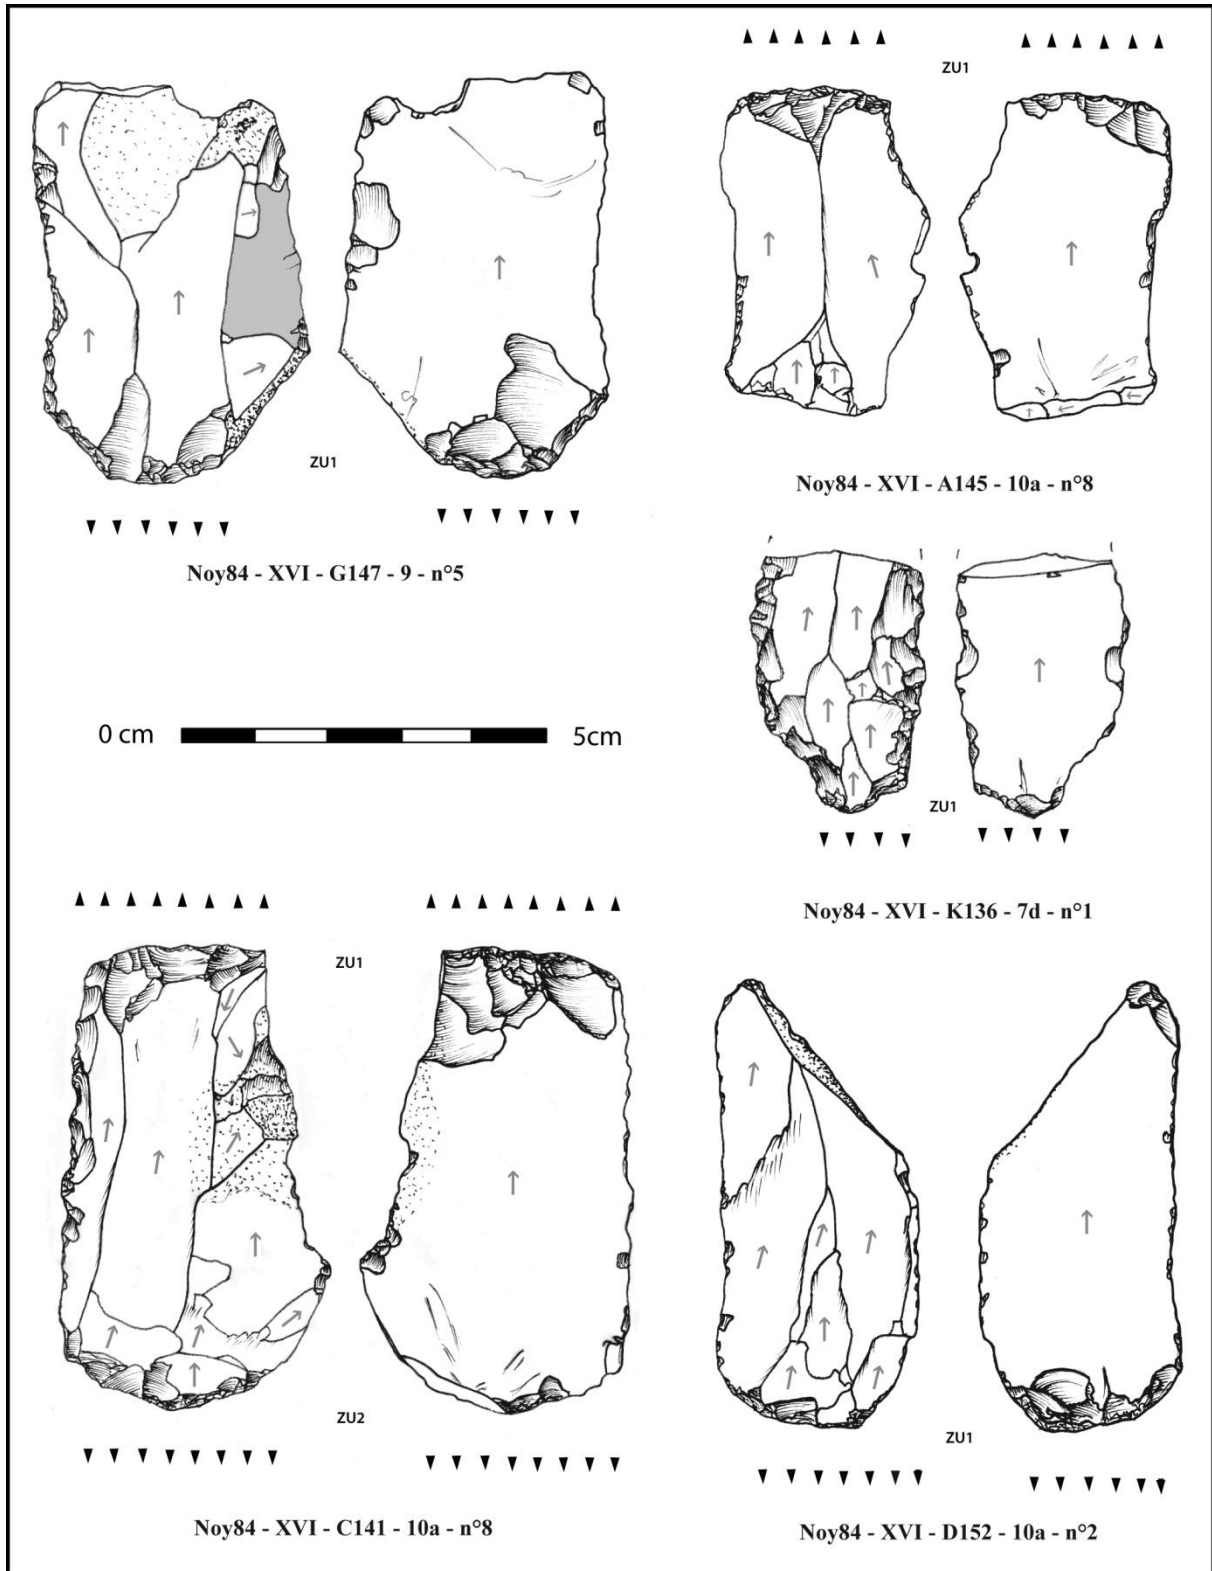 ZU1
ZU1
Noy84 - XVI - G147 - 9 - n°5
Noy84 - XVI - A145 - 10a - n°8
0 cm 5cm
ZU1
Noy84 - XVI - K136 - 7d - n°1
ZU1
ZU2
Noy84 - XVI - C141 - 10a - n°8
ZU1
Noy84 - XVI - D152 - 10a - n°2